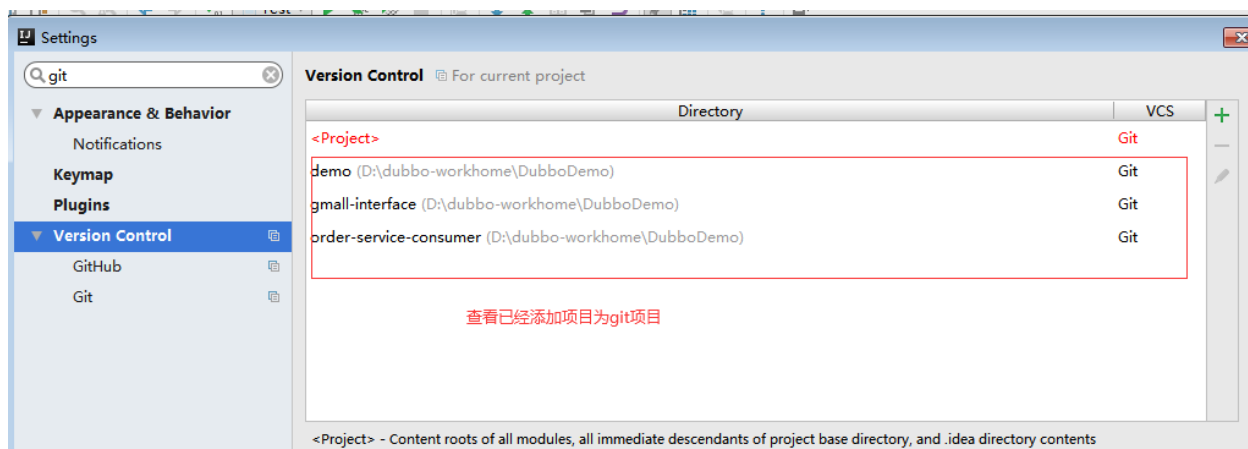 Settings
git
Version Control For current project
Directory VCS
Appearance & Behavior
<Project> Git
Notifications
demo (D:\dubbo-workhome\DubboDemo) Git
Keymap
gmall-interface (D:\dubbo-workhome\DubboDemo) Git
Plugins
order-service-consumer (D:\dubbo-workhome\DubboDemo) Git
Version Control
GitHub
Git
查看已经添加项目为git项目
<Project> - Content roots of all modules, all immediate descendants of project base directory, and .idea directory contents